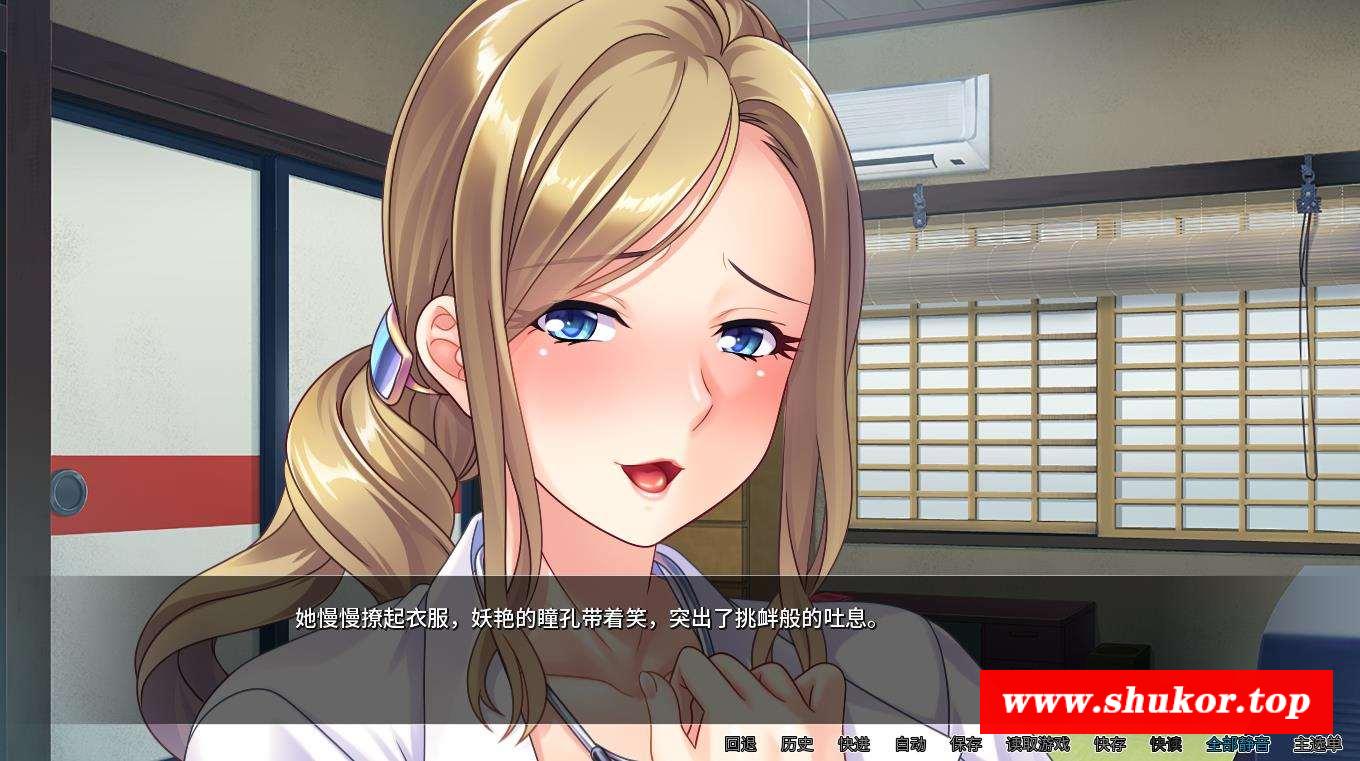 她慢慢撩起衣服，妖艳的瞳孔带着笑，突出了挑衅般的吐息。
www.shukor.top
回退 历史 快进 自动 保存 读取游戏 快存 快读 全部静音 主选单